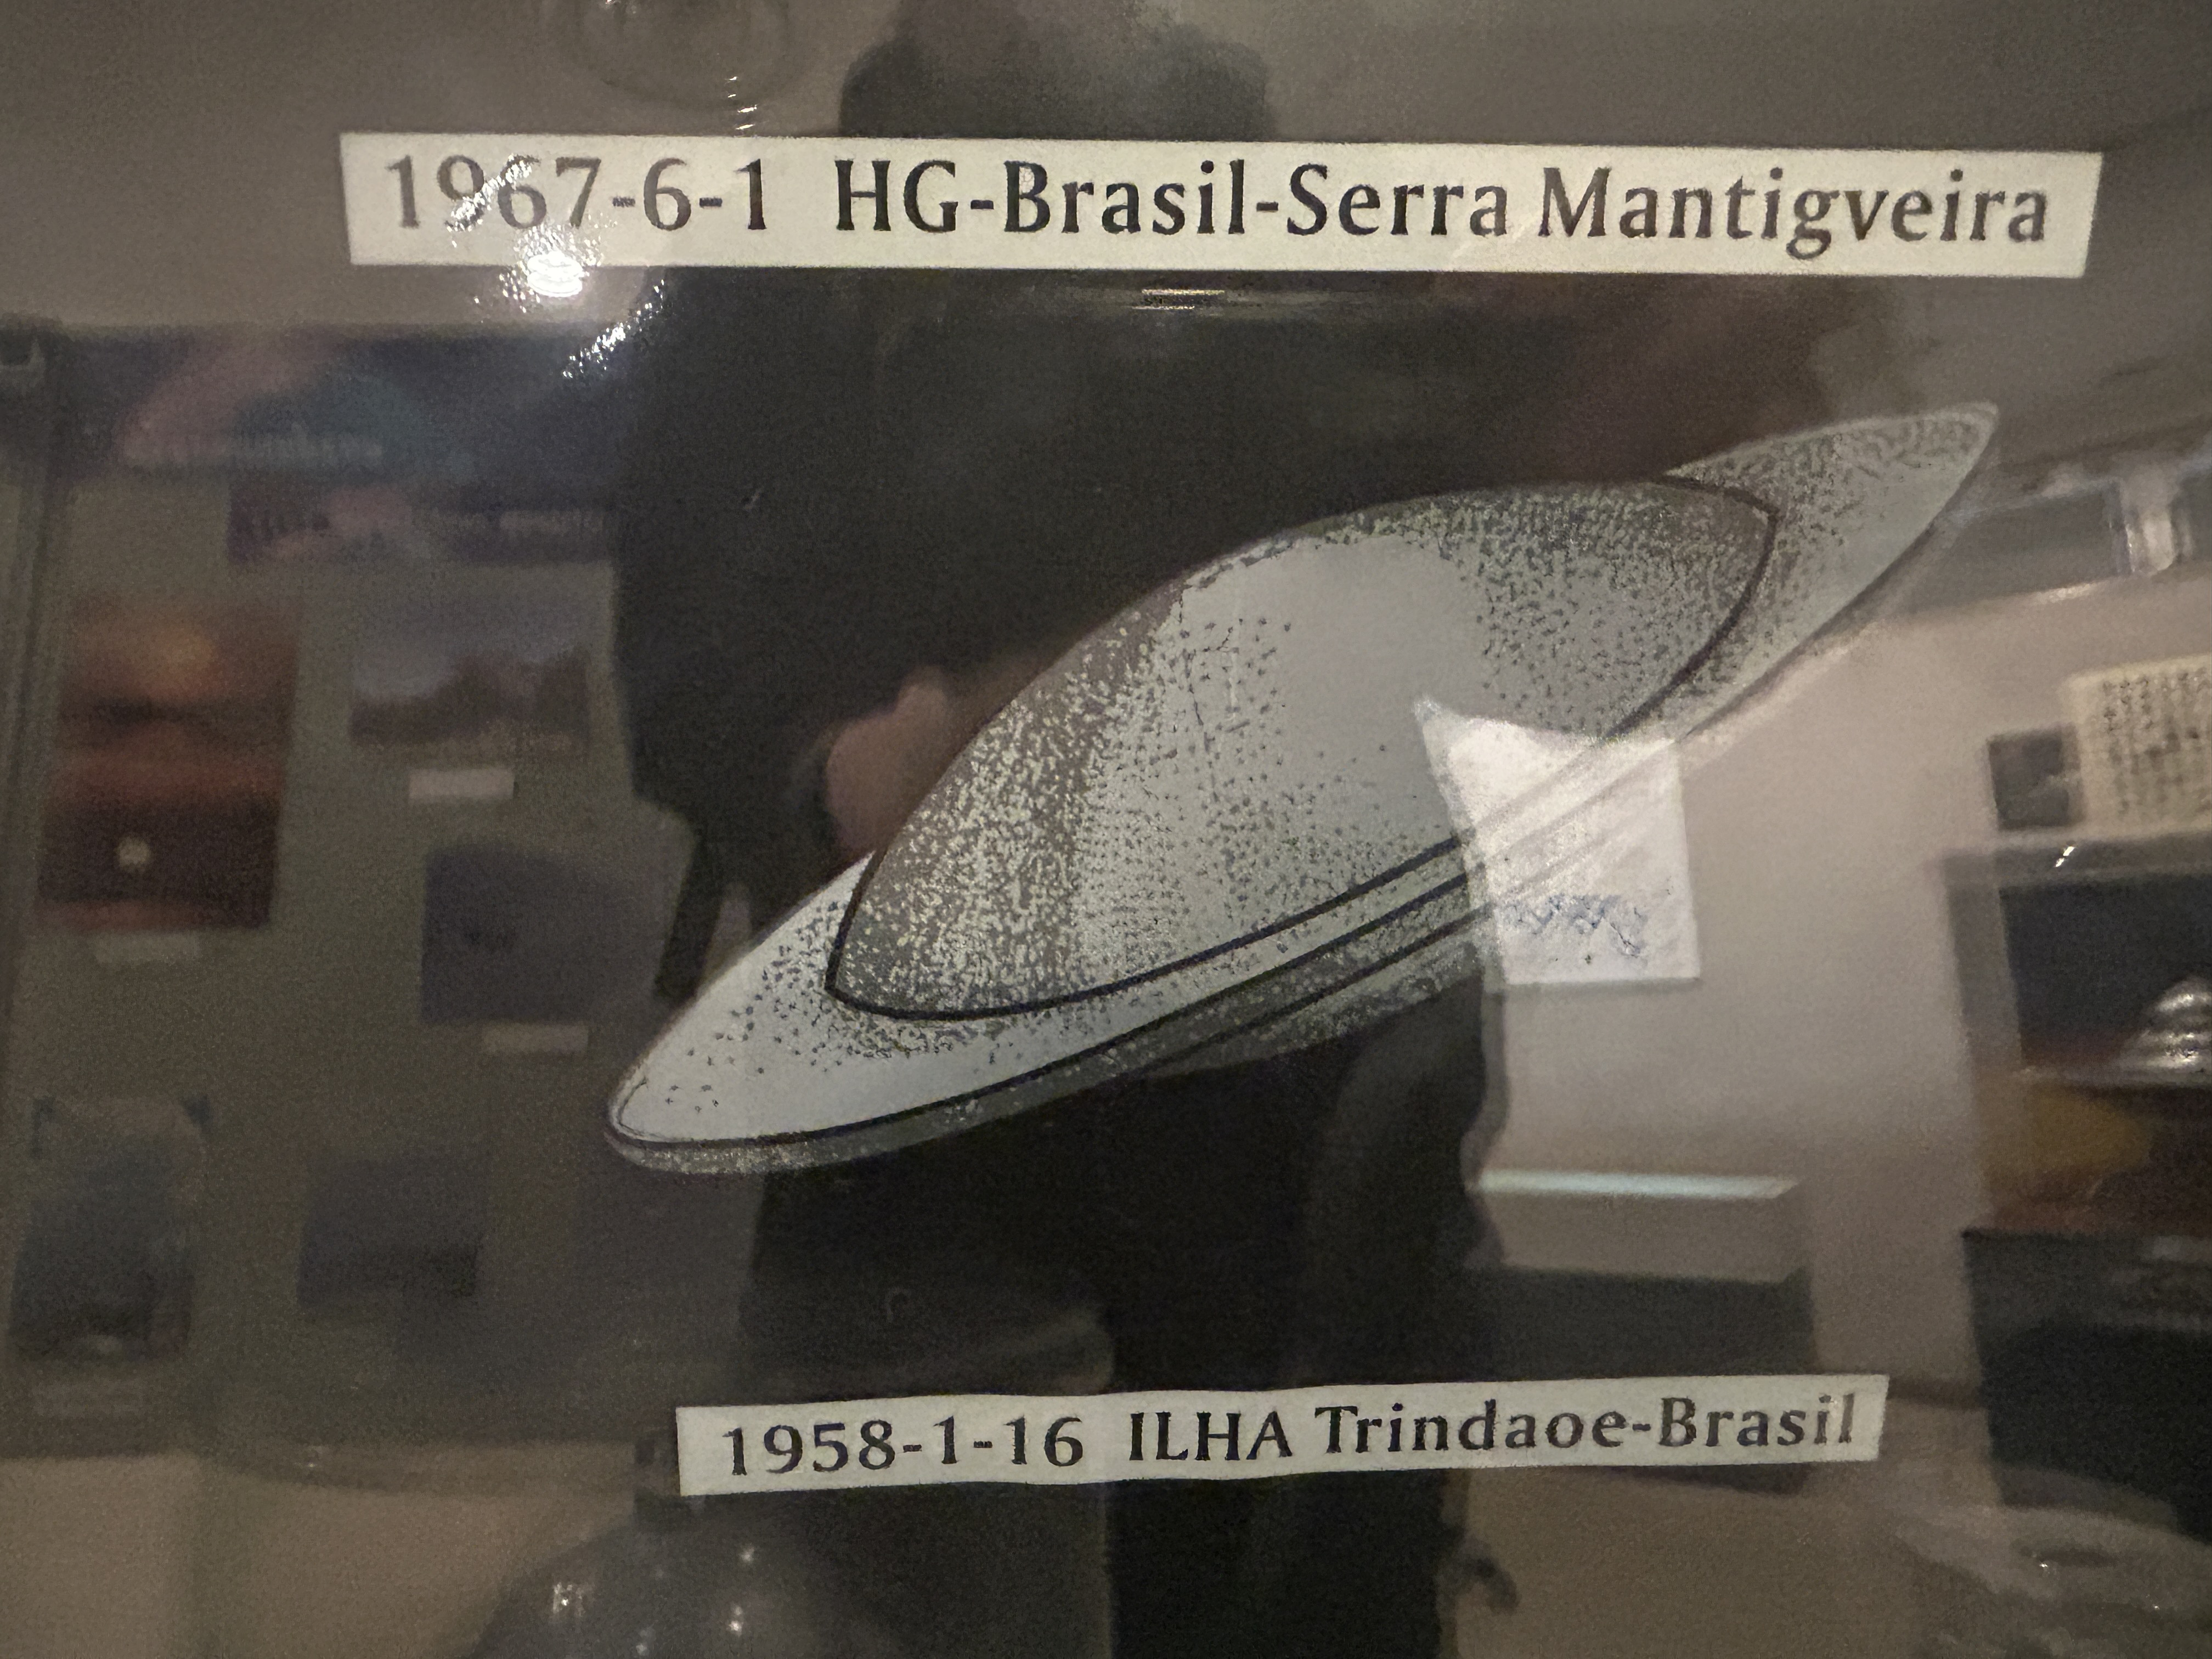 1967-6-1 HG-Brasil-Serra Mantigveira
1958-1-16 ILHA Trindaoe-Brasil